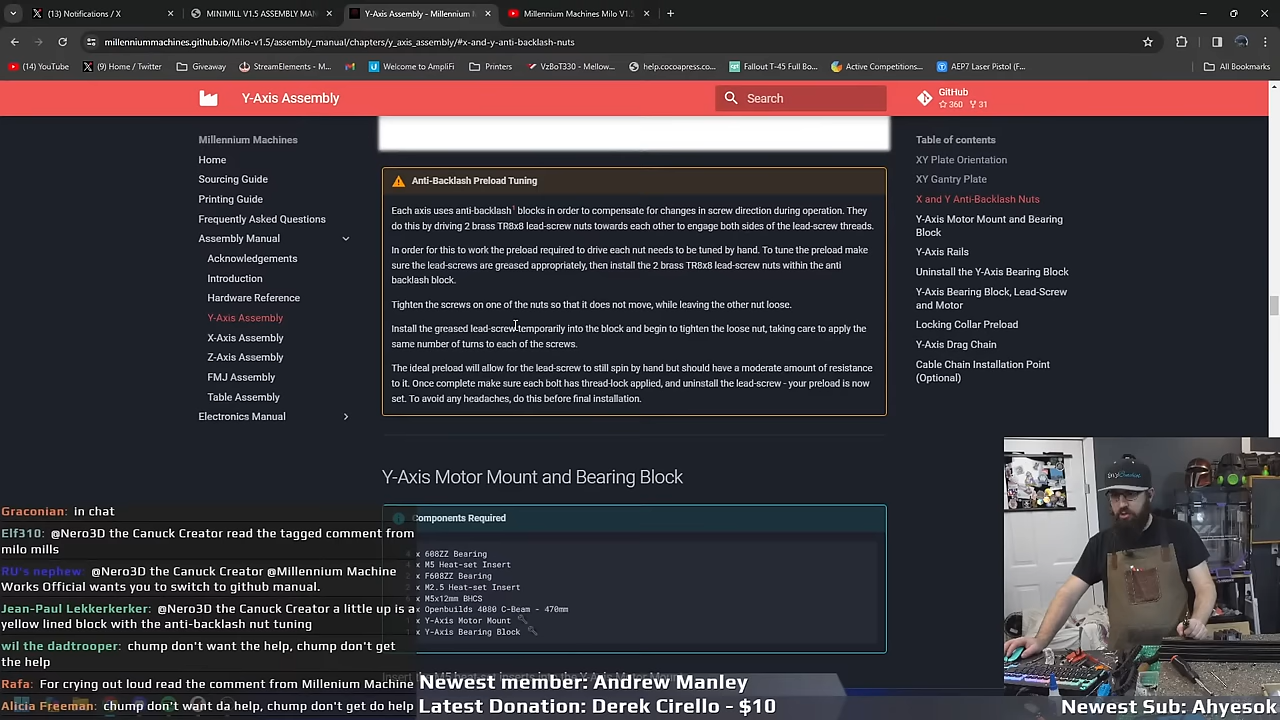 (13) Notifications / X
MINIMILL V1.5 ASSEMBLY MAN
Y-Axis Assembly - Millennium
Millennium Machines Milo V1.5
millenniummachines.github.io/Milo-v1.5/assembly_manual/chapters/y_axis_assembly/#x-and-y-anti-backlash-nuts
(14) YouTube
(9) Home / Twitter
Giveaway
StreamElements - M...
Welcome to AmpliFi
Printers
VzBoT330 - Mellow...
help.cocoapress.com
Fallout T-45 Full Bo...
Active Competitions...
AEP7 Laser Pistol (F...
All Bookmarks
Y-Axis Assembly
Search
GitHub
360 31
Millennium Machines
Home
Sourcing Guide
Printing Guide
Frequently Asked Questions
Assembly Manual
Acknowledgements
Introduction
Hardware Reference
Y-Axis Assembly
X-Axis Assembly
Z-Axis Assembly
FMJ Assembly
Table Assembly
Electronics Manual
Anti-Backlash Preload Tuning
Each axis uses anti-backlash1 blocks in order to compensate for changes in screw direction during operation. They
do this by driving 2 brass TR8x8 lead-screw nuts towards each other to engage both sides of the lead-screw threads.
In order for this to work the preload required to drive each nut needs to be tuned by hand. To tune the preload make
sure the lead-screws are greased appropriately, then install the 2 brass TR8x8 lead-screw nuts within the anti
backlash block.
Tighten the screws on one of the nuts so that it does not move, while leaving the other nut loose.
Install the greased lead-screw temporarily into the block and begin to tighten the loose nut, taking care to apply the
same number of turns to each of the screws.
The ideal preload will allow for the lead-screw to still spin by hand but should have a moderate amount of resistance
to it. Once complete make sure each bolt has thread-lock applied, and uninstall the lead-screw - your preload is now
set. To avoid any headaches, do this before final installation.
Y-Axis Motor Mount and Bearing Block
Components Required
x 608ZZ Bearing
x M5 Heat-set Insert
x F608ZZ Bearing
x M2.5 Heat-set Insert
x M5x12mm BHCS
x Openbuilds 4080 C-Beam - 470mm
x Y-Axis Motor Mount
x Y-Axis Bearing Block
Table of contents
XY Plate Orientation
XY Gantry Plate
X and Y Anti-Backlash Nuts
Y-Axis Motor Mount and Bearing
Block
Y-Axis Rails
Uninstall the Y-Axis Bearing Block
Y-Axis Bearing Block, Lead-Screw
and Motor
Locking Collar Preload
Y-Axis Drag Chain
Cable Chain Installation Point
(Optional)
Graconian: in chat
Elf310: @Nero3D the Canuck Creator read the tagged comment from
milo mills
RU's nephew: @Nero3D the Canuck Creator @Millennium Machine
Works Official wants you to switch to github manual.
Jean-Paul Lekkerkerker: @Nero3D the Canuck Creator a little up is a
yellow lined block with the anti-backlash nut tuning
wil the dadtrooper: chump don't want the help, chump don't get
the help
Rafa: For crying out loud read the comment from Millenium Machine
Alicia Freeman: chump don't want da help, chump don't get do help
Newest member: Andrew Manley
Latest Donation: Derek Cirello - $10
Newest Sub: Ahyesok